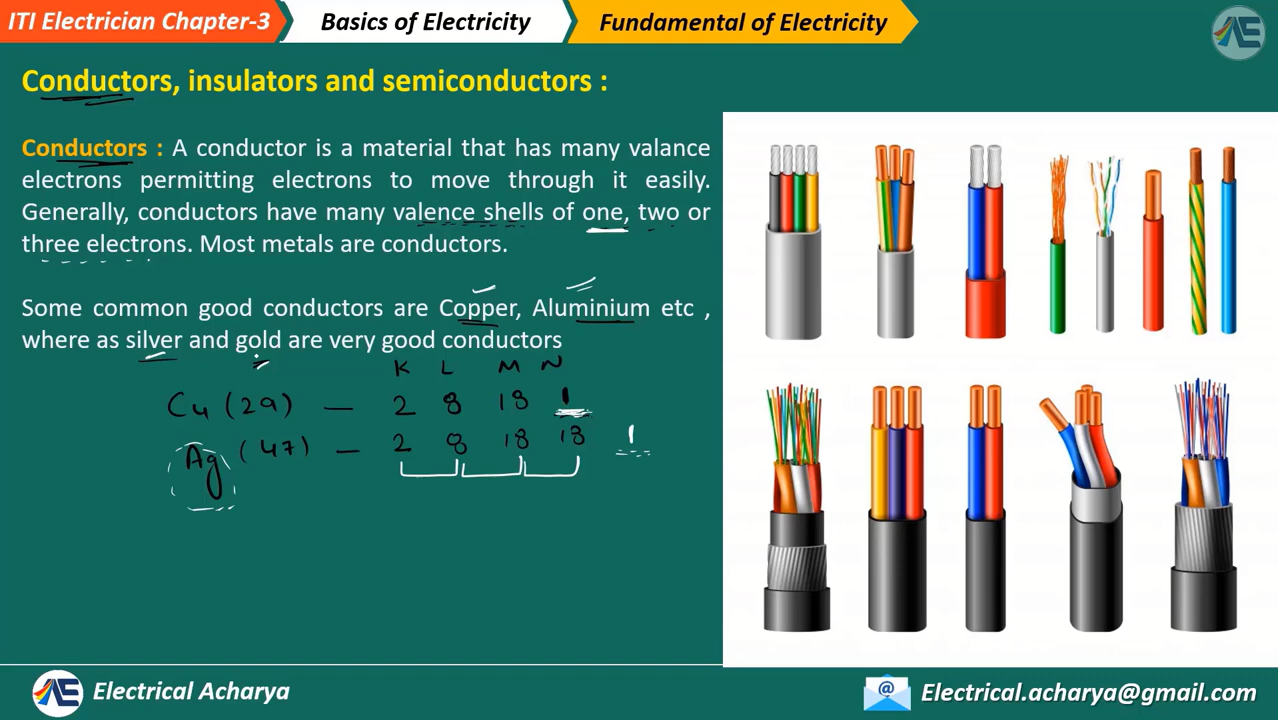 ITI Electrician Chapter-3
Basics of Electricity
Fundamental of Electricity
AE
Conductors, insulators and semiconductors :
Conductors : A conductor is a material that has many valance
electrons permitting electrons to move through it easily.
Generally, conductors have many valence shells of one, two or
three electrons. Most metals are conductors.
Some common good conductors are Copper, Aluminium etc ,
where as silver and gold are very good conductors
K L M N
Cu (29) — 2 8 18 1
Ag (47) — 2 8 18 18 1
AE
Electrical Acharya
@
Electrical.acharya@gmail.com